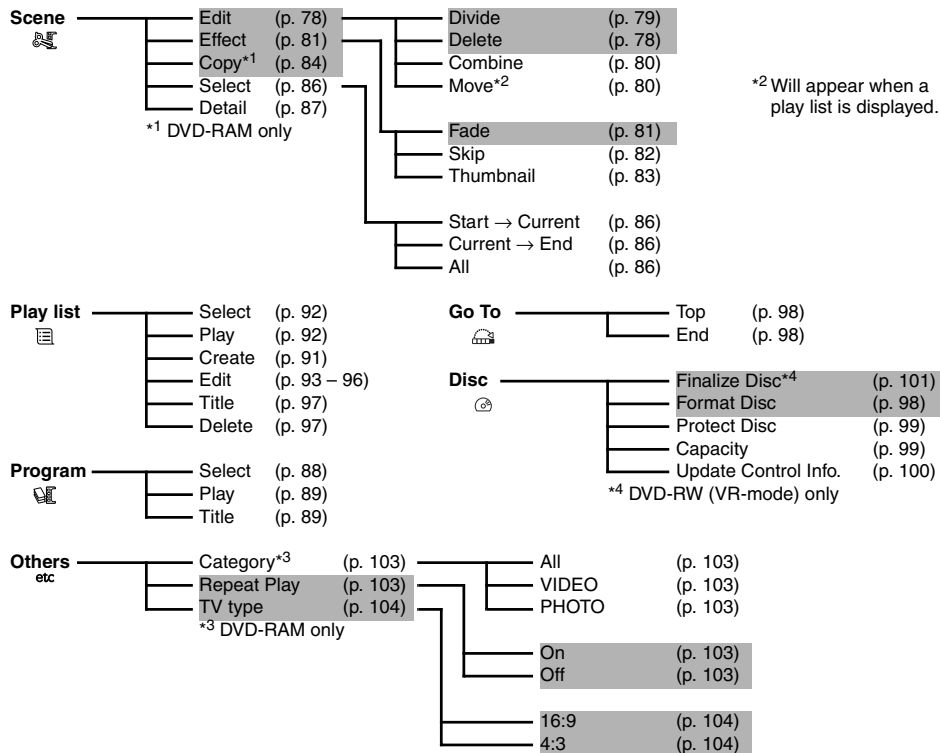 Scene
Edit (p. 78)
Effect (p. 81)
Copy*1 (p. 84)
Select (p. 86)
Detail (p. 87)
*1 DVD-RAM only
Divide (p. 79)
Delete (p. 78)
Combine (p. 80)
Move*2 (p. 80)
*2 Will appear when a
play list is displayed.
Fade (p. 81)
Skip (p. 82)
Thumbnail (p. 83)
Start → Current (p. 86)
Current → End (p. 86)
All (p. 86)
Play list
Select (p. 92)
Play (p. 92)
Create (p. 91)
Edit (p. 93 – 96)
Title (p. 97)
Delete (p. 97)
Go To
Top (p. 98)
End (p. 98)
Disc
Finalize Disc*4 (p. 101)
Format Disc (p. 98)
Protect Disc (p. 99)
Capacity (p. 99)
Update Control Info. (p. 100)
*4 DVD-RW (VR-mode) only
Program
Select (p. 88)
Play (p. 89)
Title (p. 89)
Others
etc
Category*3 (p. 103)
Repeat Play (p. 103)
TV type (p. 104)
*3 DVD-RAM only
All (p. 103)
VIDEO (p. 103)
PHOTO (p. 103)
On (p. 103)
Off (p. 103)
16:9 (p. 104)
4:3 (p. 104)